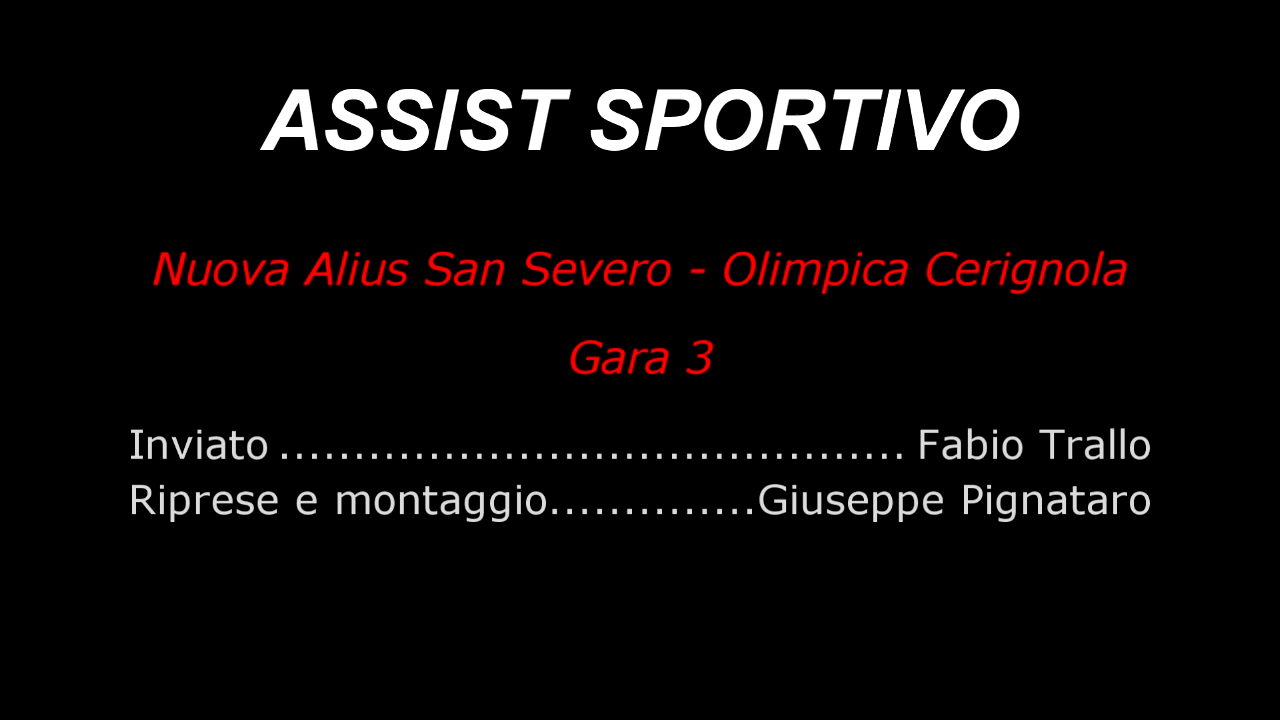 ASSIST SPORTIVO
Nuova Alius San Severo - Olimpica Cerignola
Gara 3
Inviato .......................................... Fabio Trallo
Riprese e montaggio..............Giuseppe Pignataro